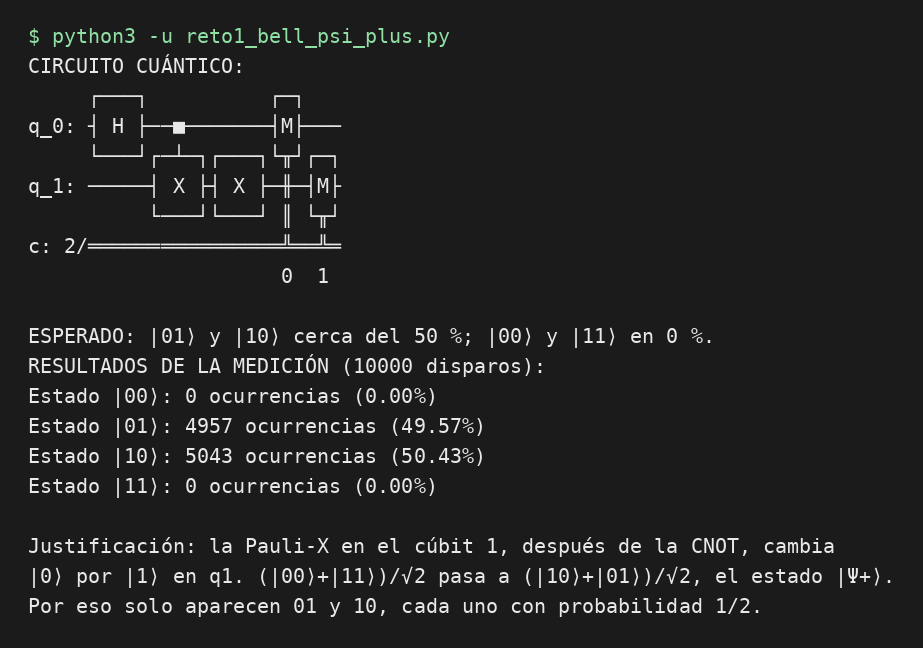 $ python3 -u reto1_bell_psi_plus.py
CIRCUITO CUÁNTICO:
     ┌───┐          ┌─┐
q_0: ┤ H ├──■───────┤M├───
     └───┘┌─┴─┐┌───┐└╥┘┌─┐
q_1: ─────┤ X ├┤ X ├─╫─┤M├
          └───┘└───┘ ║ └╥┘
c: 2/════════════════╩══╩═
                     0  1

ESPERADO: |01⟩ y |10⟩ cerca del 50 %; |00⟩ y |11⟩ en 0 %.
RESULTADOS DE LA MEDICIÓN (10000 disparos):
Estado |00⟩: 0 ocurrencias (0.00%)
Estado |01⟩: 4957 ocurrencias (49.57%)
Estado |10⟩: 5043 ocurrencias (50.43%)
Estado |11⟩: 0 ocurrencias (0.00%)

Justificación: la Pauli-X en el cúbit 1, después de la CNOT, cambia
|0⟩ por |1⟩ en q1. (|00⟩+|11⟩)/√2 pasa a (|10⟩+|01⟩)/√2, el estado |Ψ+⟩.
Por eso solo aparecen 01 y 10, cada uno con probabilidad 1/2.